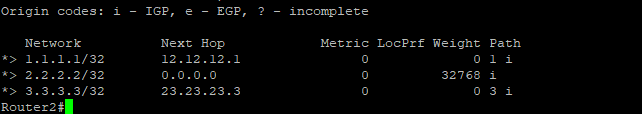 Origin codes: i - IGP, e - EGP, ? - incomplete
Network Next Hop Metric LocPrf Weight Path
*> 1.1.1.1/32 12.12.12.1 0 0 1 i
*> 2.2.2.2/32 0.0.0.0 0 32768 i
*> 3.3.3.3/32 23.23.23.3 0 0 3 i
Router2#